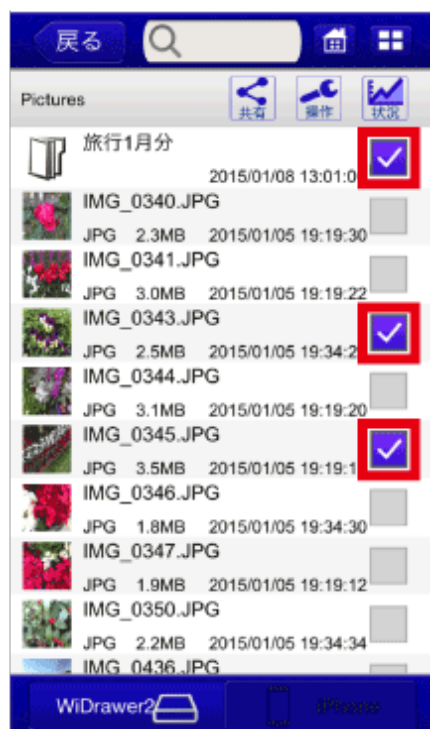 戻る
Pictures
共有 操作 状況
旅行1月分
2015/01/08 13:01:0
IMG_0340.JPG
JPG 2.3MB 2015/01/05 19:19:30
IMG_0341.JPG
JPG 3.0MB 2015/01/05 19:19:22
IMG_0343.JPG
JPG 2.5MB 2015/01/05 19:34:2
IMG_0344.JPG
JPG 3.1MB 2015/01/05 19:19:20
IMG_0345.JPG
JPG 3.5MB 2015/01/05 19:19:1
IMG_0346.JPG
JPG 1.8MB 2015/01/05 19:34:30
IMG_0347.JPG
JPG 1.9MB 2015/01/05 19:19:12
IMG_0350.JPG
JPG 2.2MB 2015/01/05 19:34:34
IMG_0436.JPG
WiDrawer2 iPhone